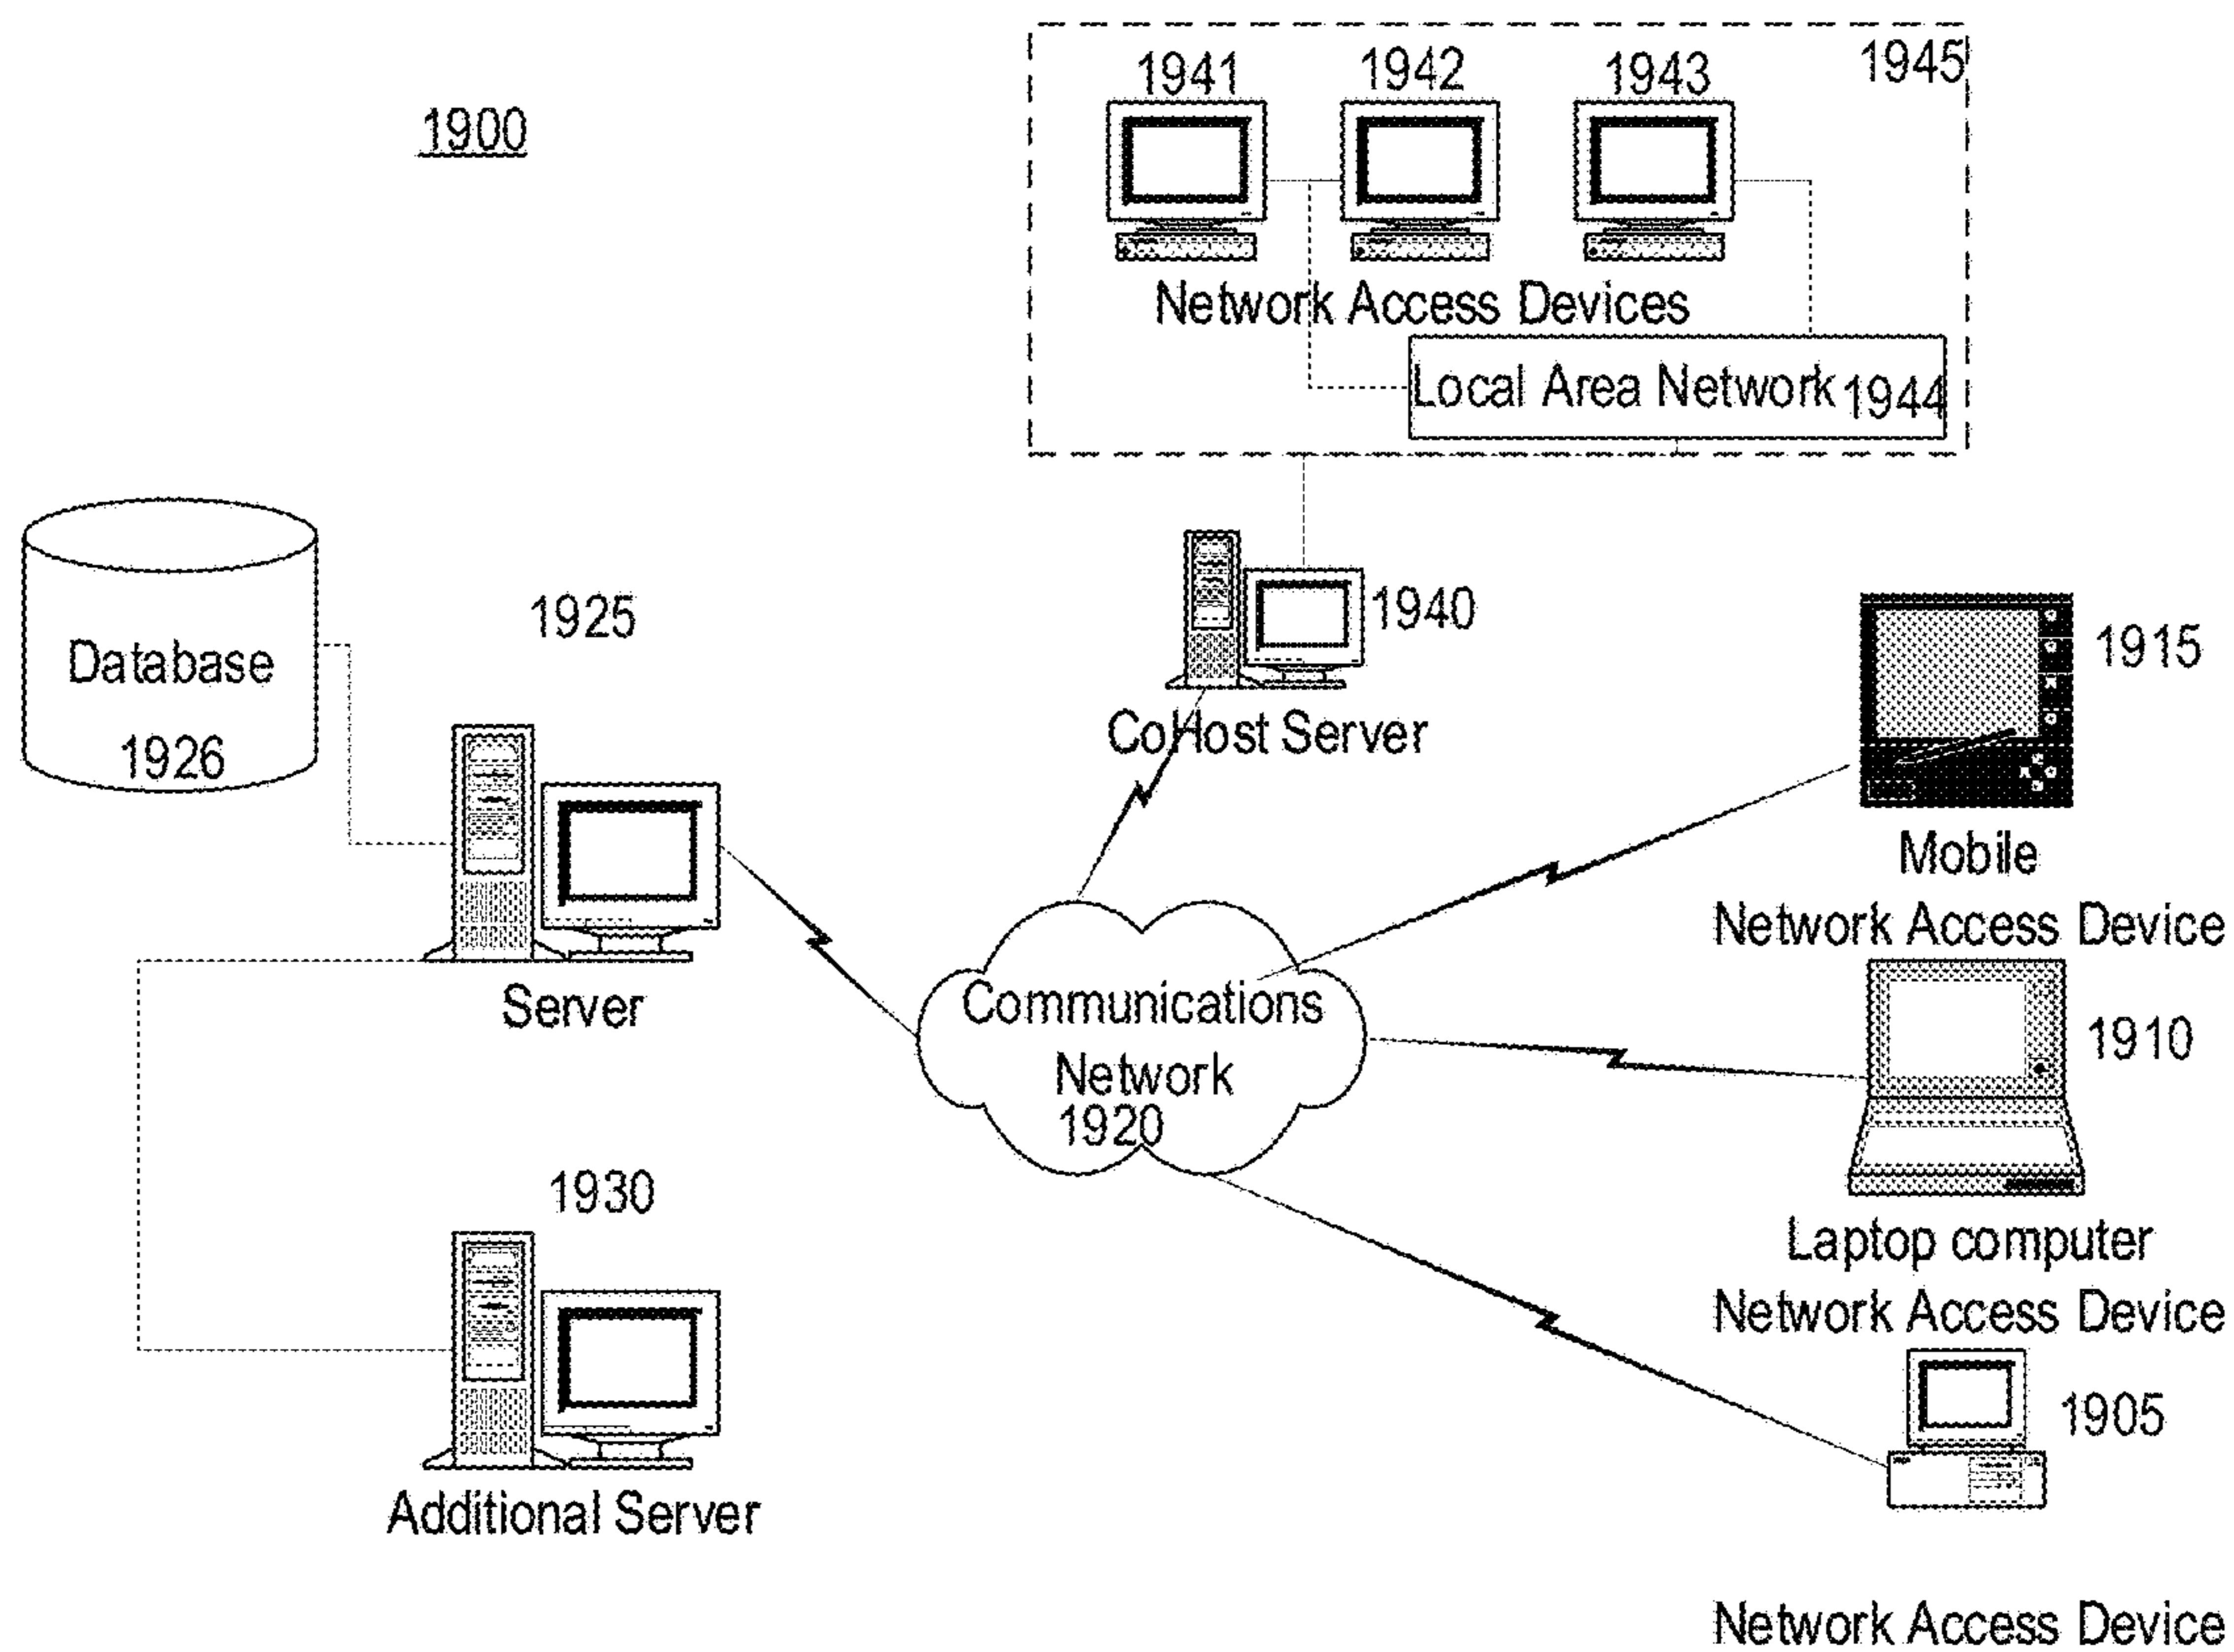 1900
1941
1942
1943
1945
Network Access Devices
Local Area Network 1944
Database
1926
1925
Server
1940
CoHost Server
1915
Mobile
Network Access Device
Communications
Network
1920
1910
Laptop computer
Network Access Device
1930
Additional Server
1905
Network Access Device